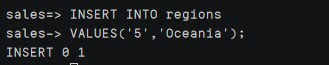 sales=> INSERT INTO regions
sales-> VALUES('5','Oceania');
INSERT 0 1